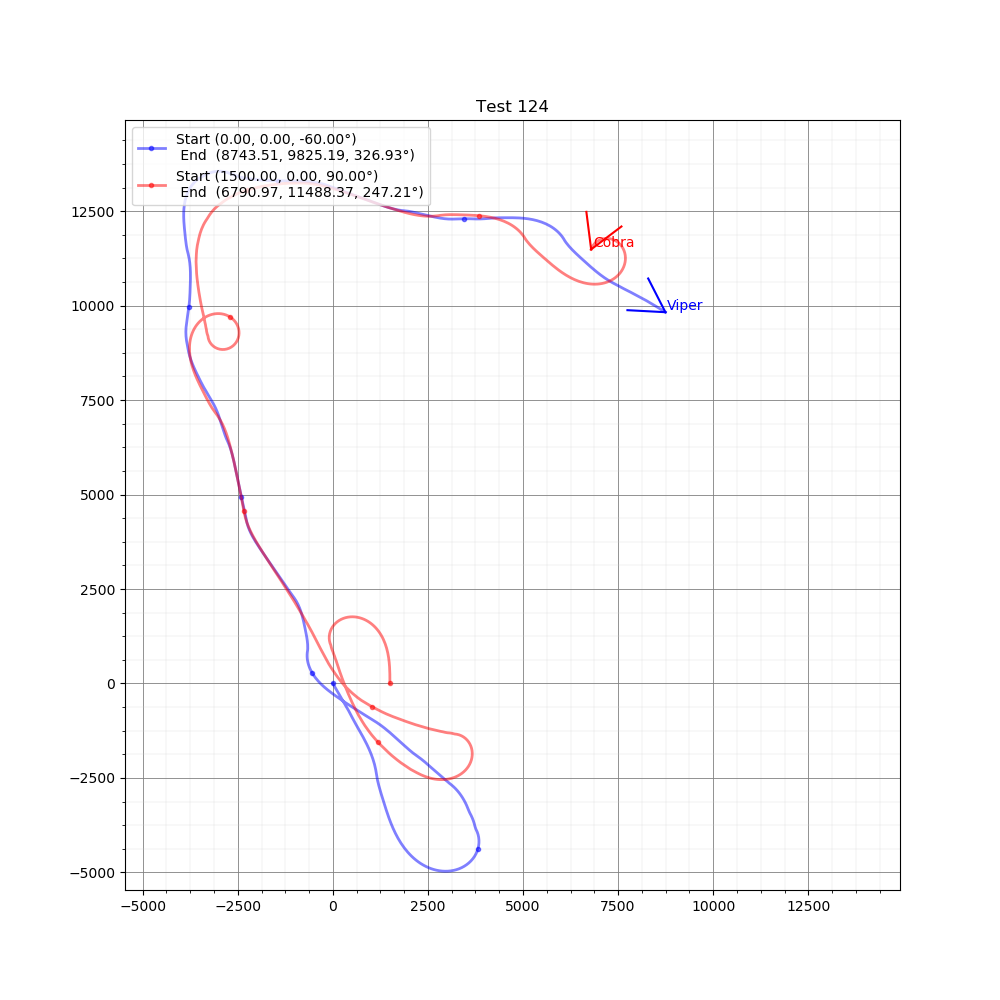 Test 124
Start (0.00, 0.00, -60.00°)
End (8743.51, 9825.19, 326.93°)
Start (1500.00, 0.00, 90.00°)
End (6790.97, 11488.37, 247.21°)
12500
10000
7500
5000
2500
0
−2500
−5000
Cobra
Viper
−5000
−2500
0
2500
5000
7500
10000
12500